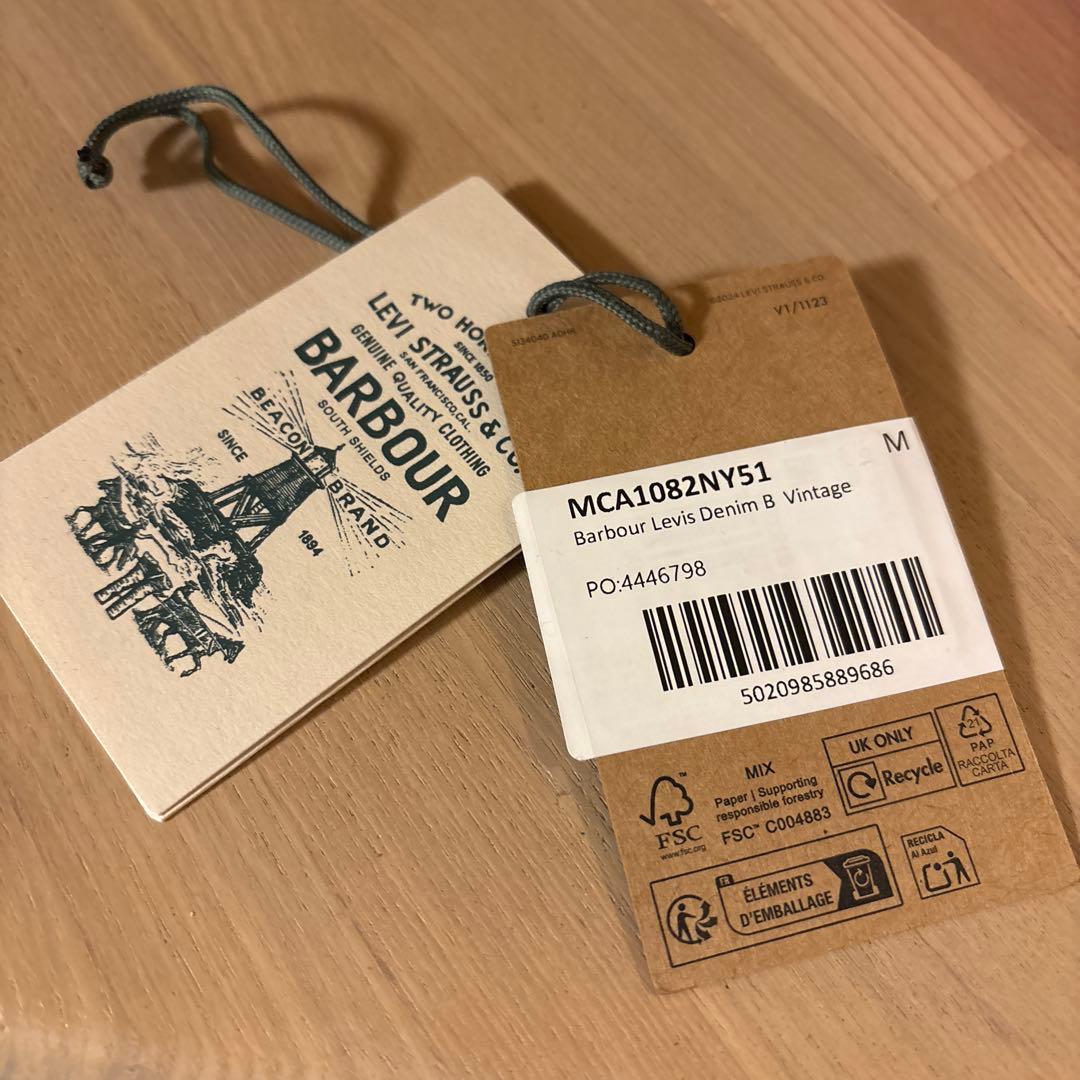 TWO HOR
SINCE 1850
LEVI STRAUSS & CO.
SAN FRANCISCO, CAL.
GENUINE QUALITY CLOTHING
BARBOUR
SOUTH SHIELDS
BEACON BRAND
SINCE 1894
©2024 LEVI STRAUSS & CO.
V1/1123
M
MCA1082NY51
Barbour Levis Denim B Vintage
PO:4446798
5020985889686
FSC™
www.fsc.org
MIX
Paper | Supporting
responsible forestry
FSC™ C004883
UK ONLY
Recycle
21
PAP
RACCOLTA
CARTA
FR
ÉLÉMENTS
D'EMBALLAGE
RECICLA
Al Azul